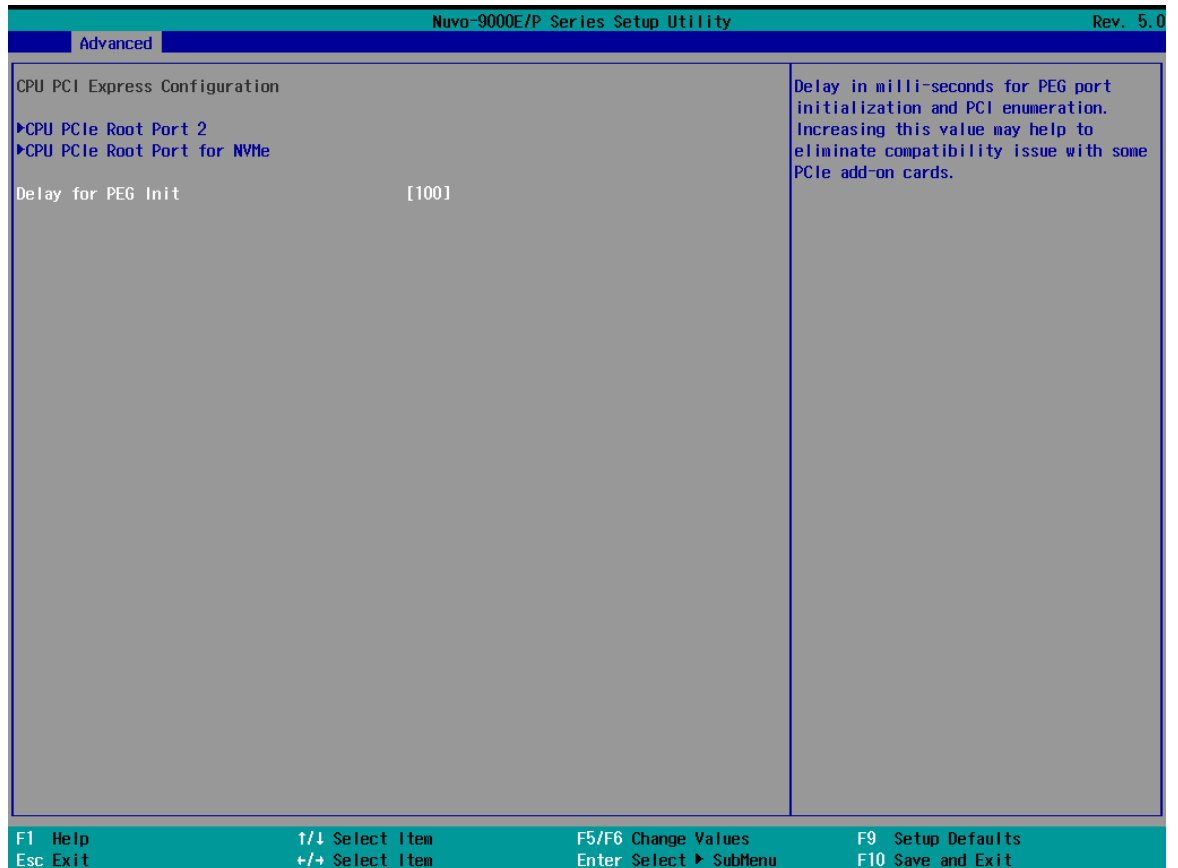 Nuvo-9000E/P Series Setup Utility Rev. 5.0
Advanced
CPU PCI Express Configuration
▶CPU PCIe Root Port 2
▶CPU PCIe Root Port for NVMe
Delay for PEG Init [100]
Delay in milli-seconds for PEG port
initialization and PCI enumeration.
Increasing this value may help to
eliminate compatibility issue with some
PCIe add-on cards.
F1 Help ↑/↓ Select Item F5/F6 Change Values F9 Setup Defaults
Esc Exit ←/→ Select Item Enter Select ▶ SubMenu F10 Save and Exit